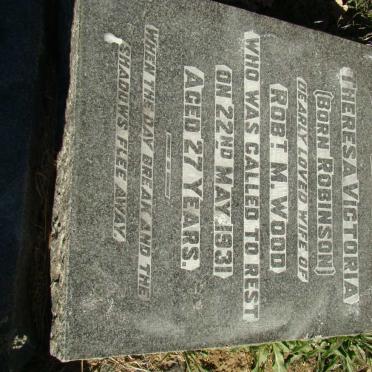 THERESA VICTORIA
(BORN ROBINSON)
DEARLY LOVED WIFE OF
ROBT. M. WOOD
WHO WAS CALLED TO REST
ON 22ND MAY, 1931
AGED 27 YEARS.
WHEN THE DAY BREAK AND THE
SHADOWS FLEE AWAY